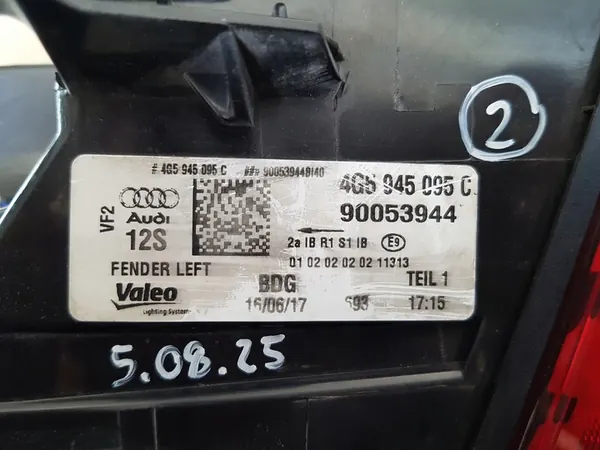 2
# 4G5 945 095 C ### 90053944BI40
4G5 945 095 C
VF2
Audi
90053944
12S
2a IB R1 S1 IB E9
01 02 02 02 02 11313
FENDER LEFT
BDG
TEIL 1
Valeo
Lighting Systems
16/06/17 693 17:15
5.08.25